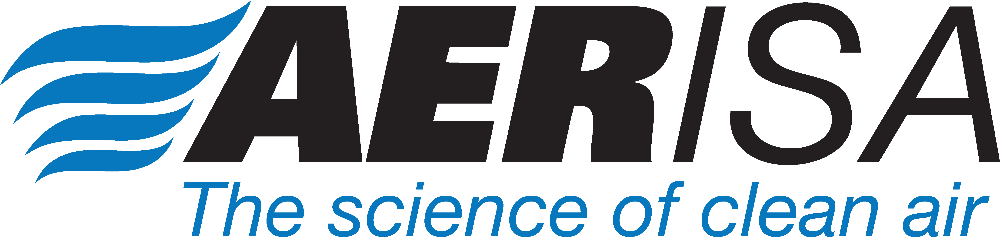 AERISA
The science of clean air